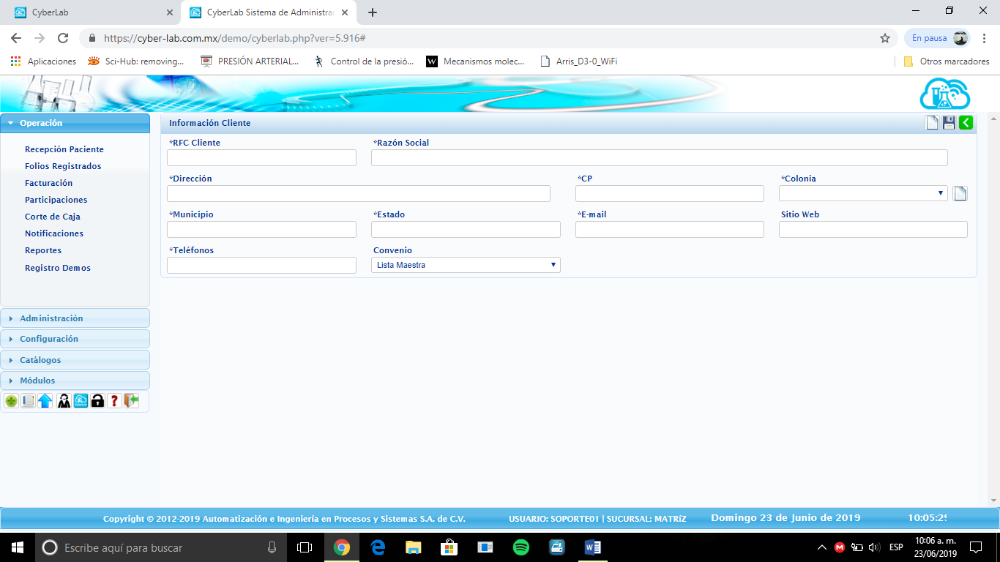 CyberLab
CyberLab Sistema de Administrac
https://cyber-lab.com.mx/demo/cyberlab.php?ver=5.916#
En pausa
Aplicaciones
Sci-Hub: removing...
PRESIÓN ARTERIAL...
Control de la presió...
Mecanismos molec...
Arris_D3-0_WiFi
Otros marcadores
Operación
Recepción Paciente
Folios Registrados
Facturación
Participaciones
Corte de Caja
Notificaciones
Reportes
Registro Demos
Administración
Configuración
Catálogos
Módulos
Información Cliente
*RFC Cliente
*Razón Social
*Dirección
*CP
*Colonia
*Municipio
*Estado
*E-mail
Sitio Web
*Teléfonos
Convenio
Lista Maestra
Copyright © 2012-2019 Automatización e Ingeniería en Procesos y Sistemas S.A. de C.V.
USUARIO: SOPORTE01 | SUCURSAL: MATRíZ
Domingo 23 de Junio de 2019
10:05:25
Escribe aquí para buscar
ESP
10:06 a. m.
23/06/2019